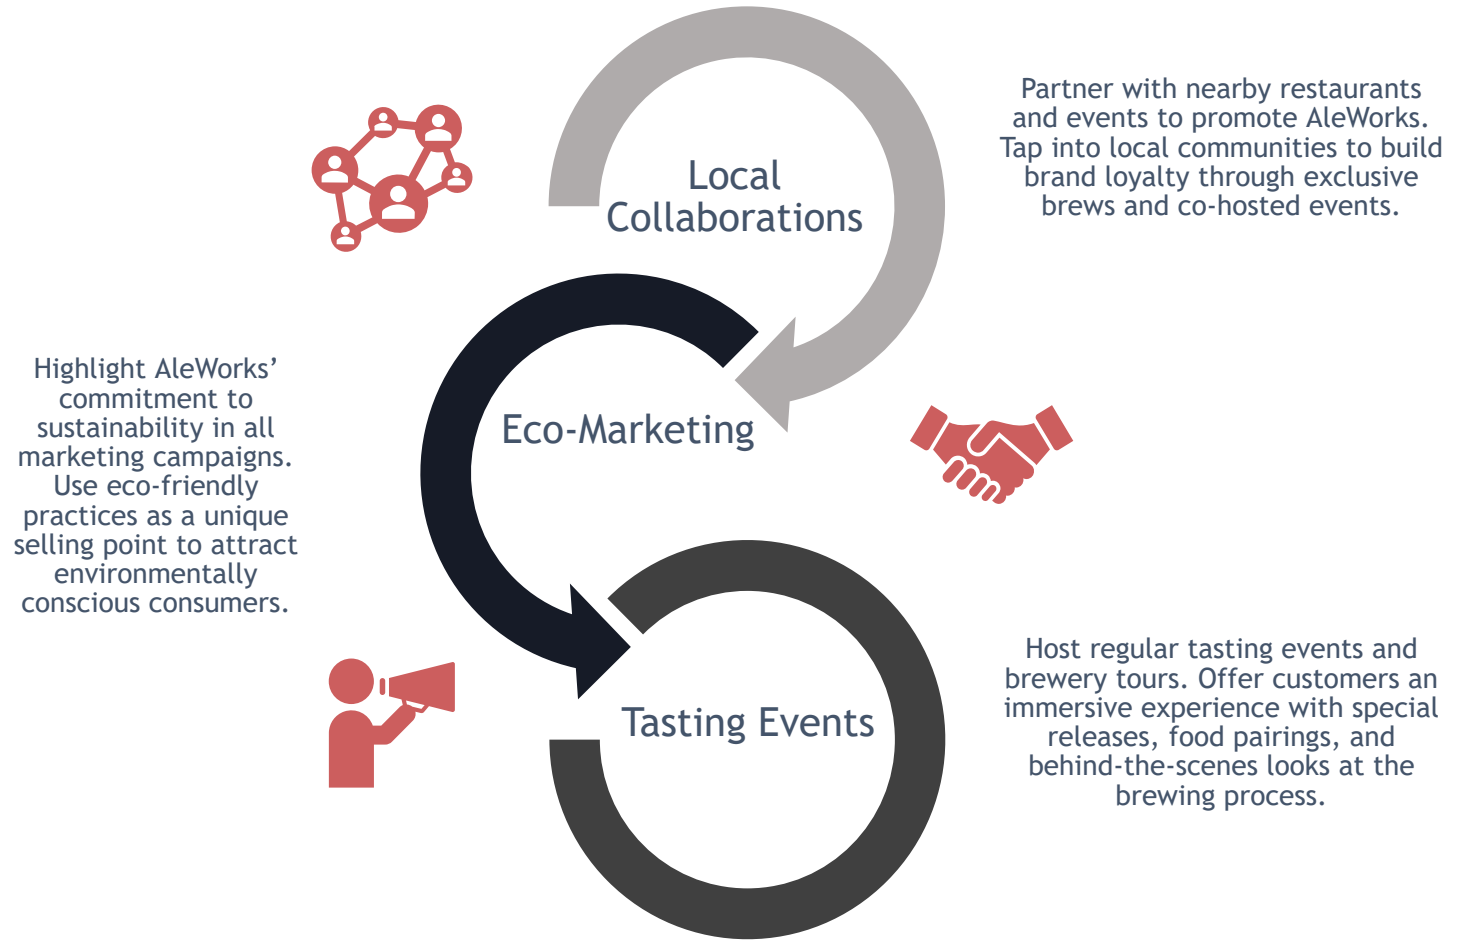 Local
Collaborations
Partner with nearby restaurants
and events to promote AleWorks.
Tap into local communities to build
brand loyalty through exclusive
brews and co-hosted events.
Eco-Marketing
Highlight AleWorks’
commitment to
sustainability in all
marketing campaigns.
Use eco-friendly
practices as a unique
selling point to attract
environmentally
conscious consumers.
Tasting Events
Host regular tasting events and
brewery tours. Offer customers an
immersive experience with special
releases, food pairings, and
behind-the-scenes looks at the
brewing process.